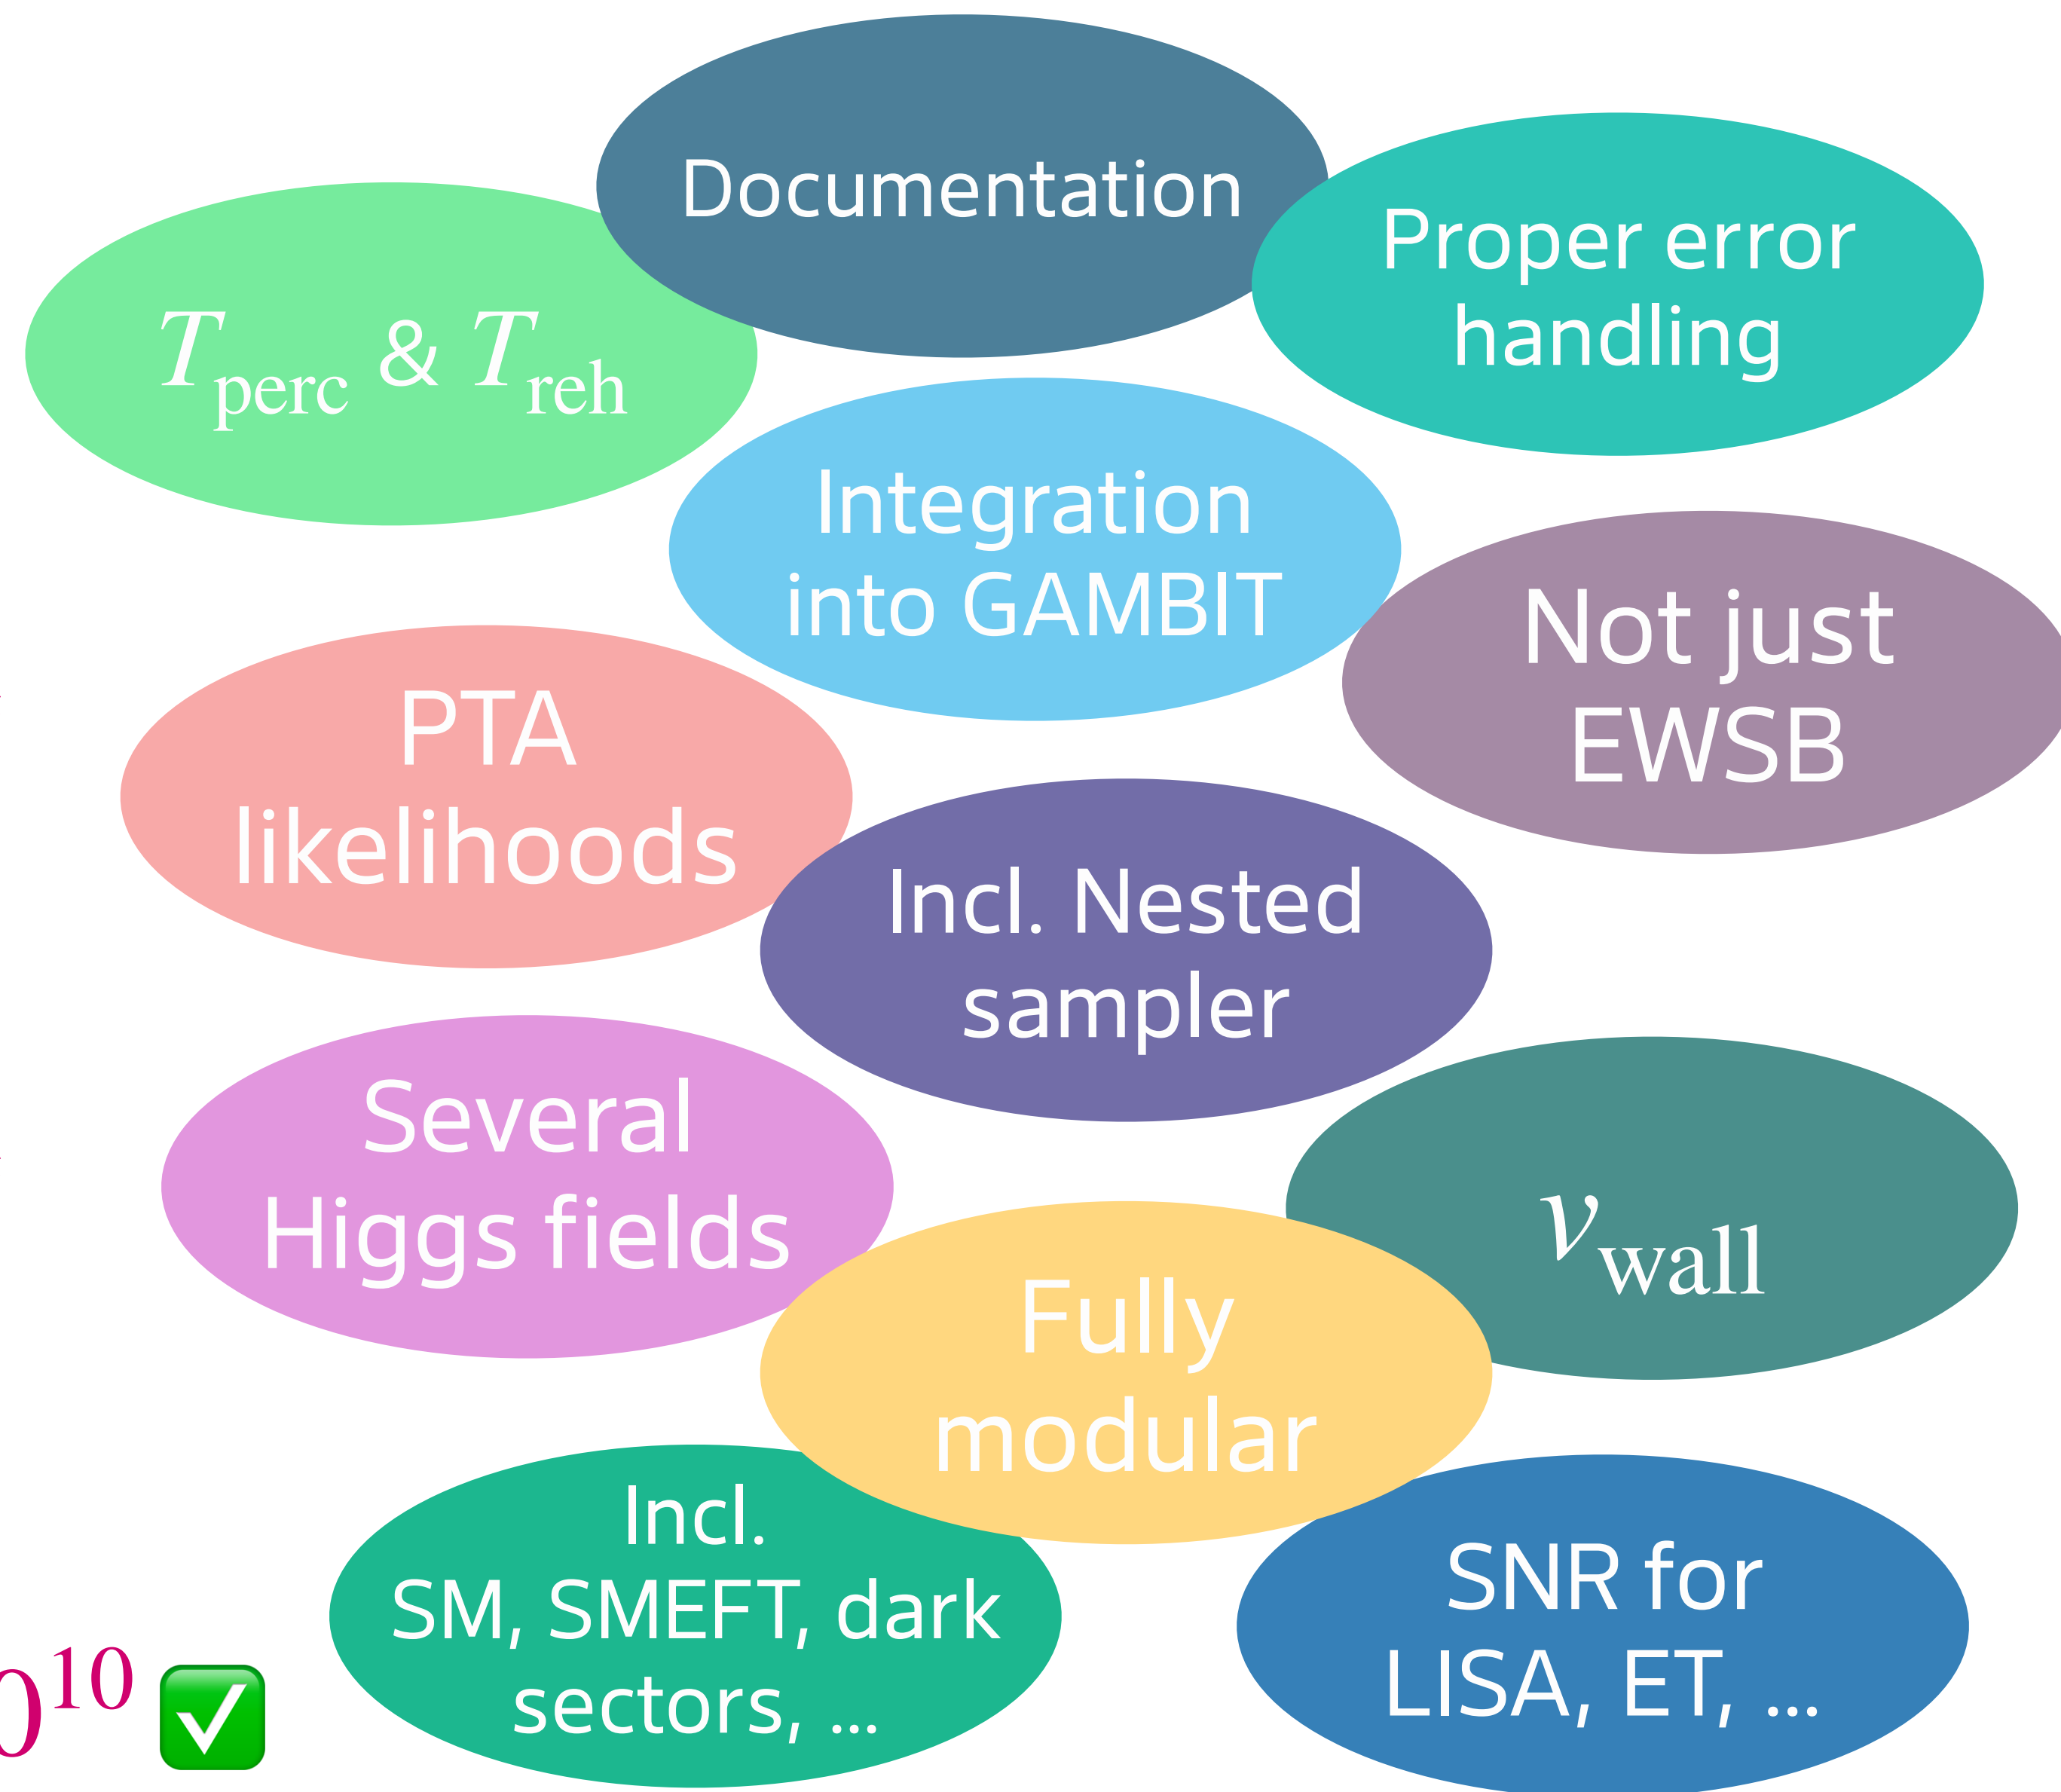 Documentation
Proper error
handling
T_perc & T_reh
Integration
into GAMBIT
Not just
EWSB
PTA
likelihoods
Incl. Nested
sampler
Several
Higgs fields
v_wall
Fully
modular
Incl.
SM, SMEFT, dark
sectors, ...
SNR for
LISA, ET, ...
0^10 ✅